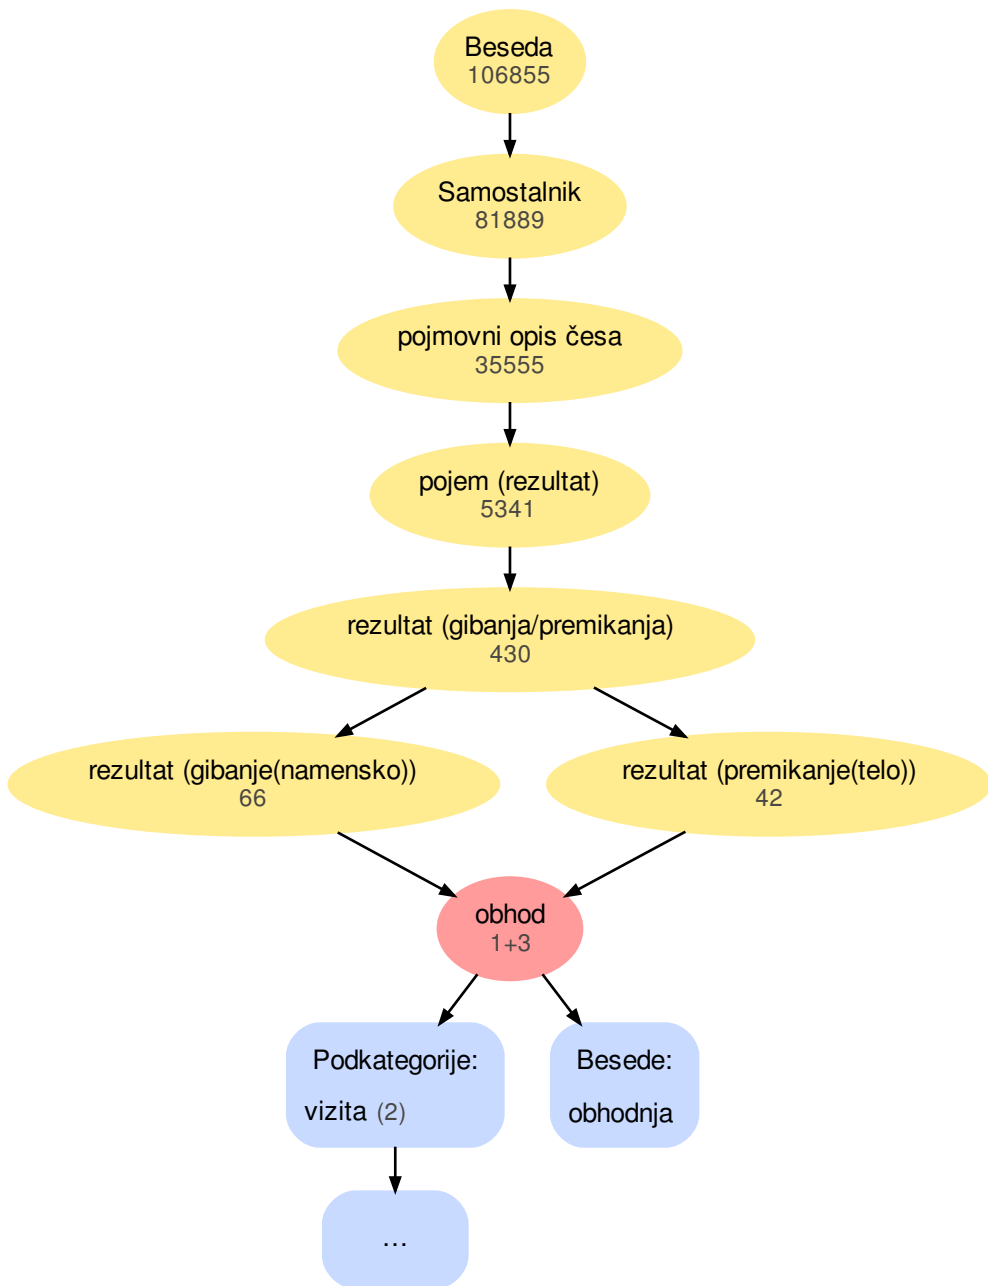 Beseda
106855
Samostalnik
81889
pojmovni opis česa
35555
pojem (rezultat)
5341
rezultat (gibanja/premikanja)
430
rezultat (gibanje(namensko))
66
rezultat (premikanje(telo))
42
obhod
1+3
Podkategorije:
vizita (2)
Besede:
obhodnja
...